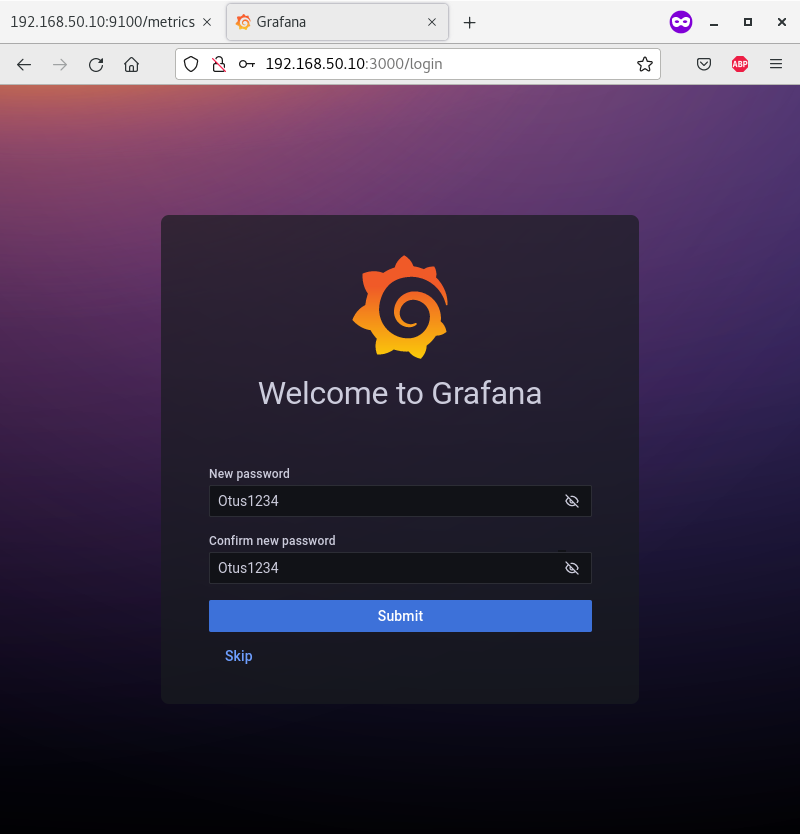 192.168.50.10:9100/metrics
Grafana
192.168.50.10:3000/login
ABP
Welcome to Grafana
New password
Otus1234
Confirm new password
Otus1234
Submit
Skip